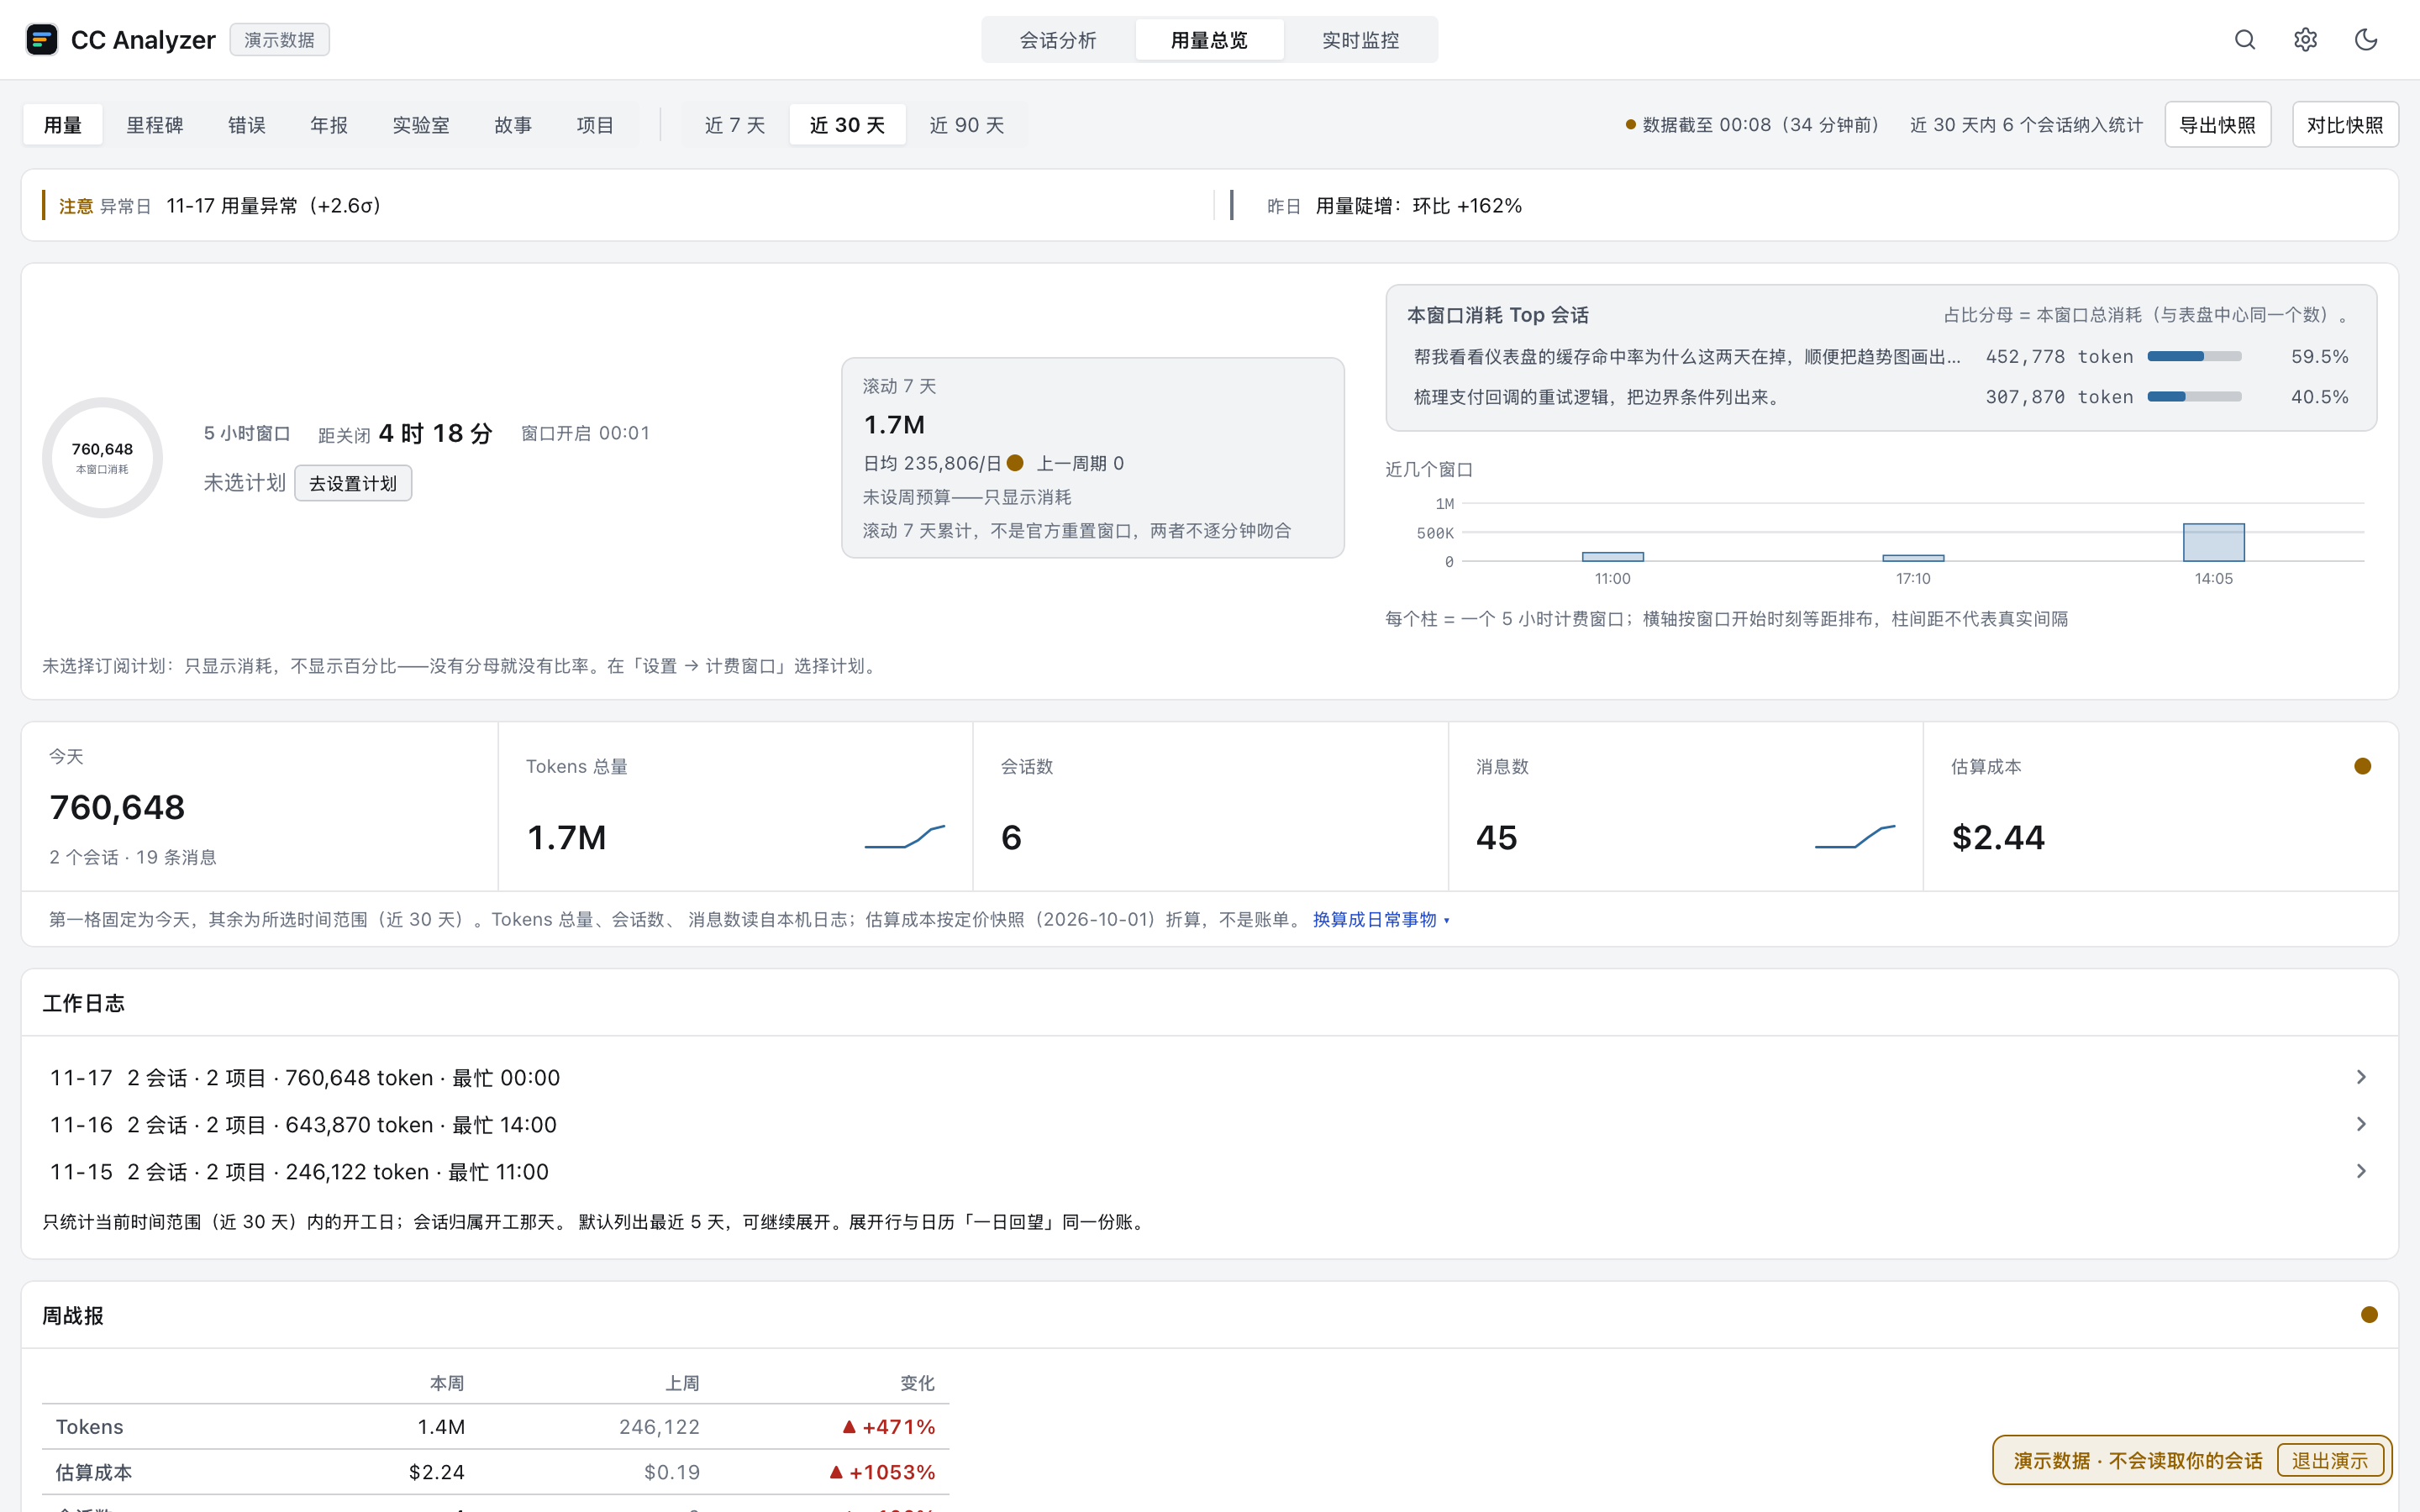 CC Analyzer 演示数据 会话分析 用量总览 实时监控
用量 里程碑 错误 年报 实验室 故事 项目 近 7 天 近 30 天 近 90 天 数据截至 00:08（34 分钟前） 近 30 天内 6 个会话纳入统计 导出快照 对比快照
注意 异常日 11-17 用量异常（+2.6σ） 昨日 用量陡增：环比 +162%
760,648
本窗口消耗
5 小时窗口 距关闭 4 时 18 分 窗口开启 00:01
未选计划 去设置计划
滚动 7 天
1.7M
日均 235,806/日 上一周期 0
未设周预算——只显示消耗
滚动 7 天累计，不是官方重置窗口，两者不逐分钟吻合
本窗口消耗 Top 会话 占比分母 = 本窗口总消耗（与表盘中心同一个数）。
帮我看看仪表盘的缓存命中率为什么这两天在掉，顺便把趋势图画出... 452,778 token 59.5%
梳理支付回调的重试逻辑，把边界条件列出来。 307,870 token 40.5%
近几个窗口
1M
500K
0
11:00 17:10 14:05
每个柱 = 一个 5 小时计费窗口；横轴按窗口开始时刻等距排布，柱间距不代表真实间隔
未选择订阅计划：只显示消耗，不显示百分比——没有分母就没有比率。在「设置 → 计费窗口」选择计划。
今天
760,648
2 个会话 · 19 条消息
Tokens 总量
1.7M
会话数
6
消息数
45
估算成本
$2.44
第一格固定为今天，其余为所选时间范围（近 30 天）。Tokens 总量、会话数、 消息数读自本机日志；估算成本按定价快照（2026-10-01）折算，不是账单。 换算成日常事物 ▾
工作日志
11-17 2 会话 · 2 项目 · 760,648 token · 最忙 00:00
11-16 2 会话 · 2 项目 · 643,870 token · 最忙 14:00
11-15 2 会话 · 2 项目 · 246,122 token · 最忙 11:00
只统计当前时间范围（近 30 天）内的开工日；会话归属开工那天。 默认列出最近 5 天，可继续展开。展开行与日历「一日回望」同一份账。
周战报
本周 上周 变化
Tokens 1.4M 246,122 ▲ +471%
估算成本 $2.24 $0.19 ▲ +1053%
演示数据 · 不会读取你的会话 退出演示